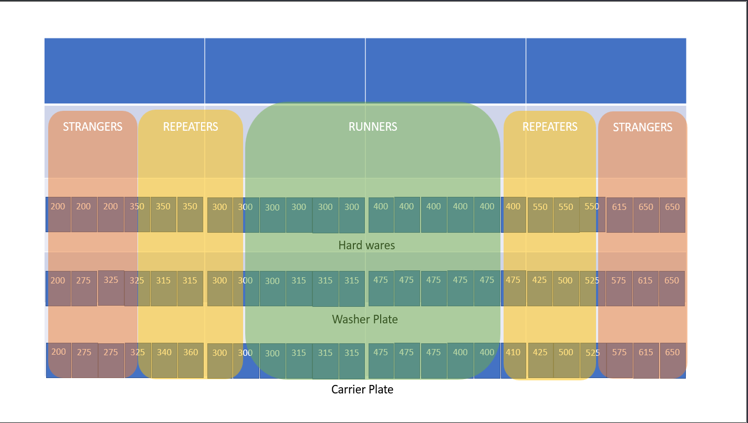 STRANGERS REPEATERS RUNNERS REPEATERS STRANGERS
200 200 200 350 350 350 300 300 300 300 300 300 400 400 400 400 400 400 550 550 550 615 650 650
Hard wares
200 275 325 325 315 315 300 300 300 315 315 315 475 475 475 475 475 475 425 500 525 575 615 650
Washer Plate
200 275 275 325 340 360 300 300 300 315 315 315 475 475 475 400 400 410 425 500 525 575 615 650
Carrier Plate